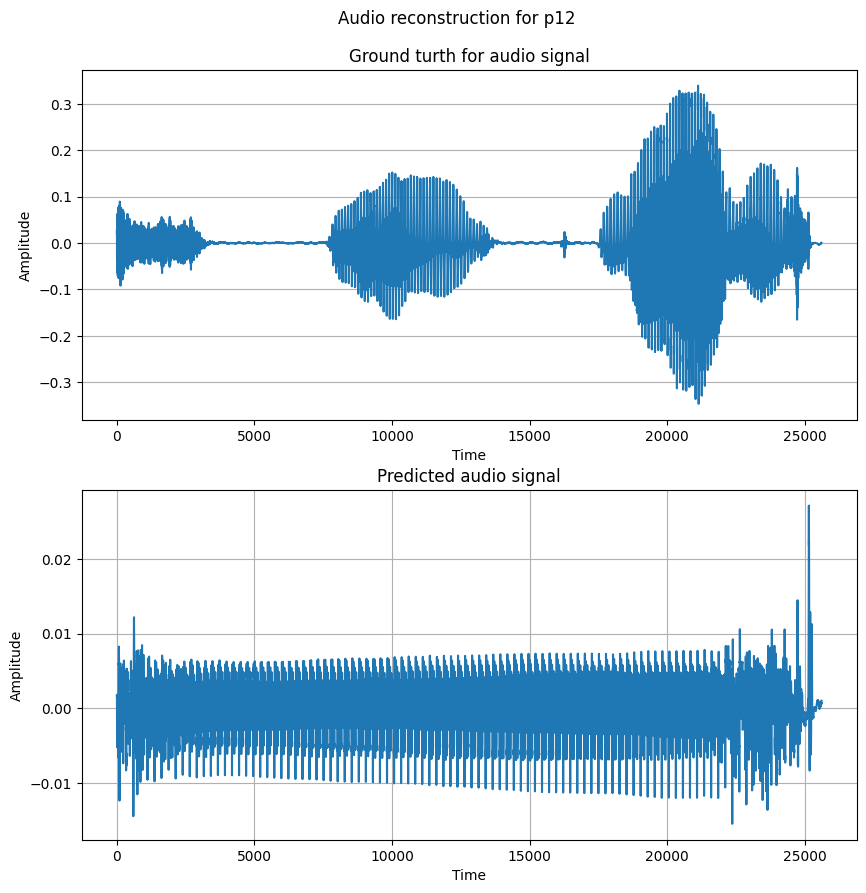 Audio reconstruction for p12
Ground turth for audio signal
0.3
0.2
0.1
0.0
−0.1
−0.2
−0.3
Amplitude
0 5000 10000 15000 20000 25000
Time
Predicted audio signal
0.02
0.01
0.00
−0.01
Amplitude
0 5000 10000 15000 20000 25000
Time